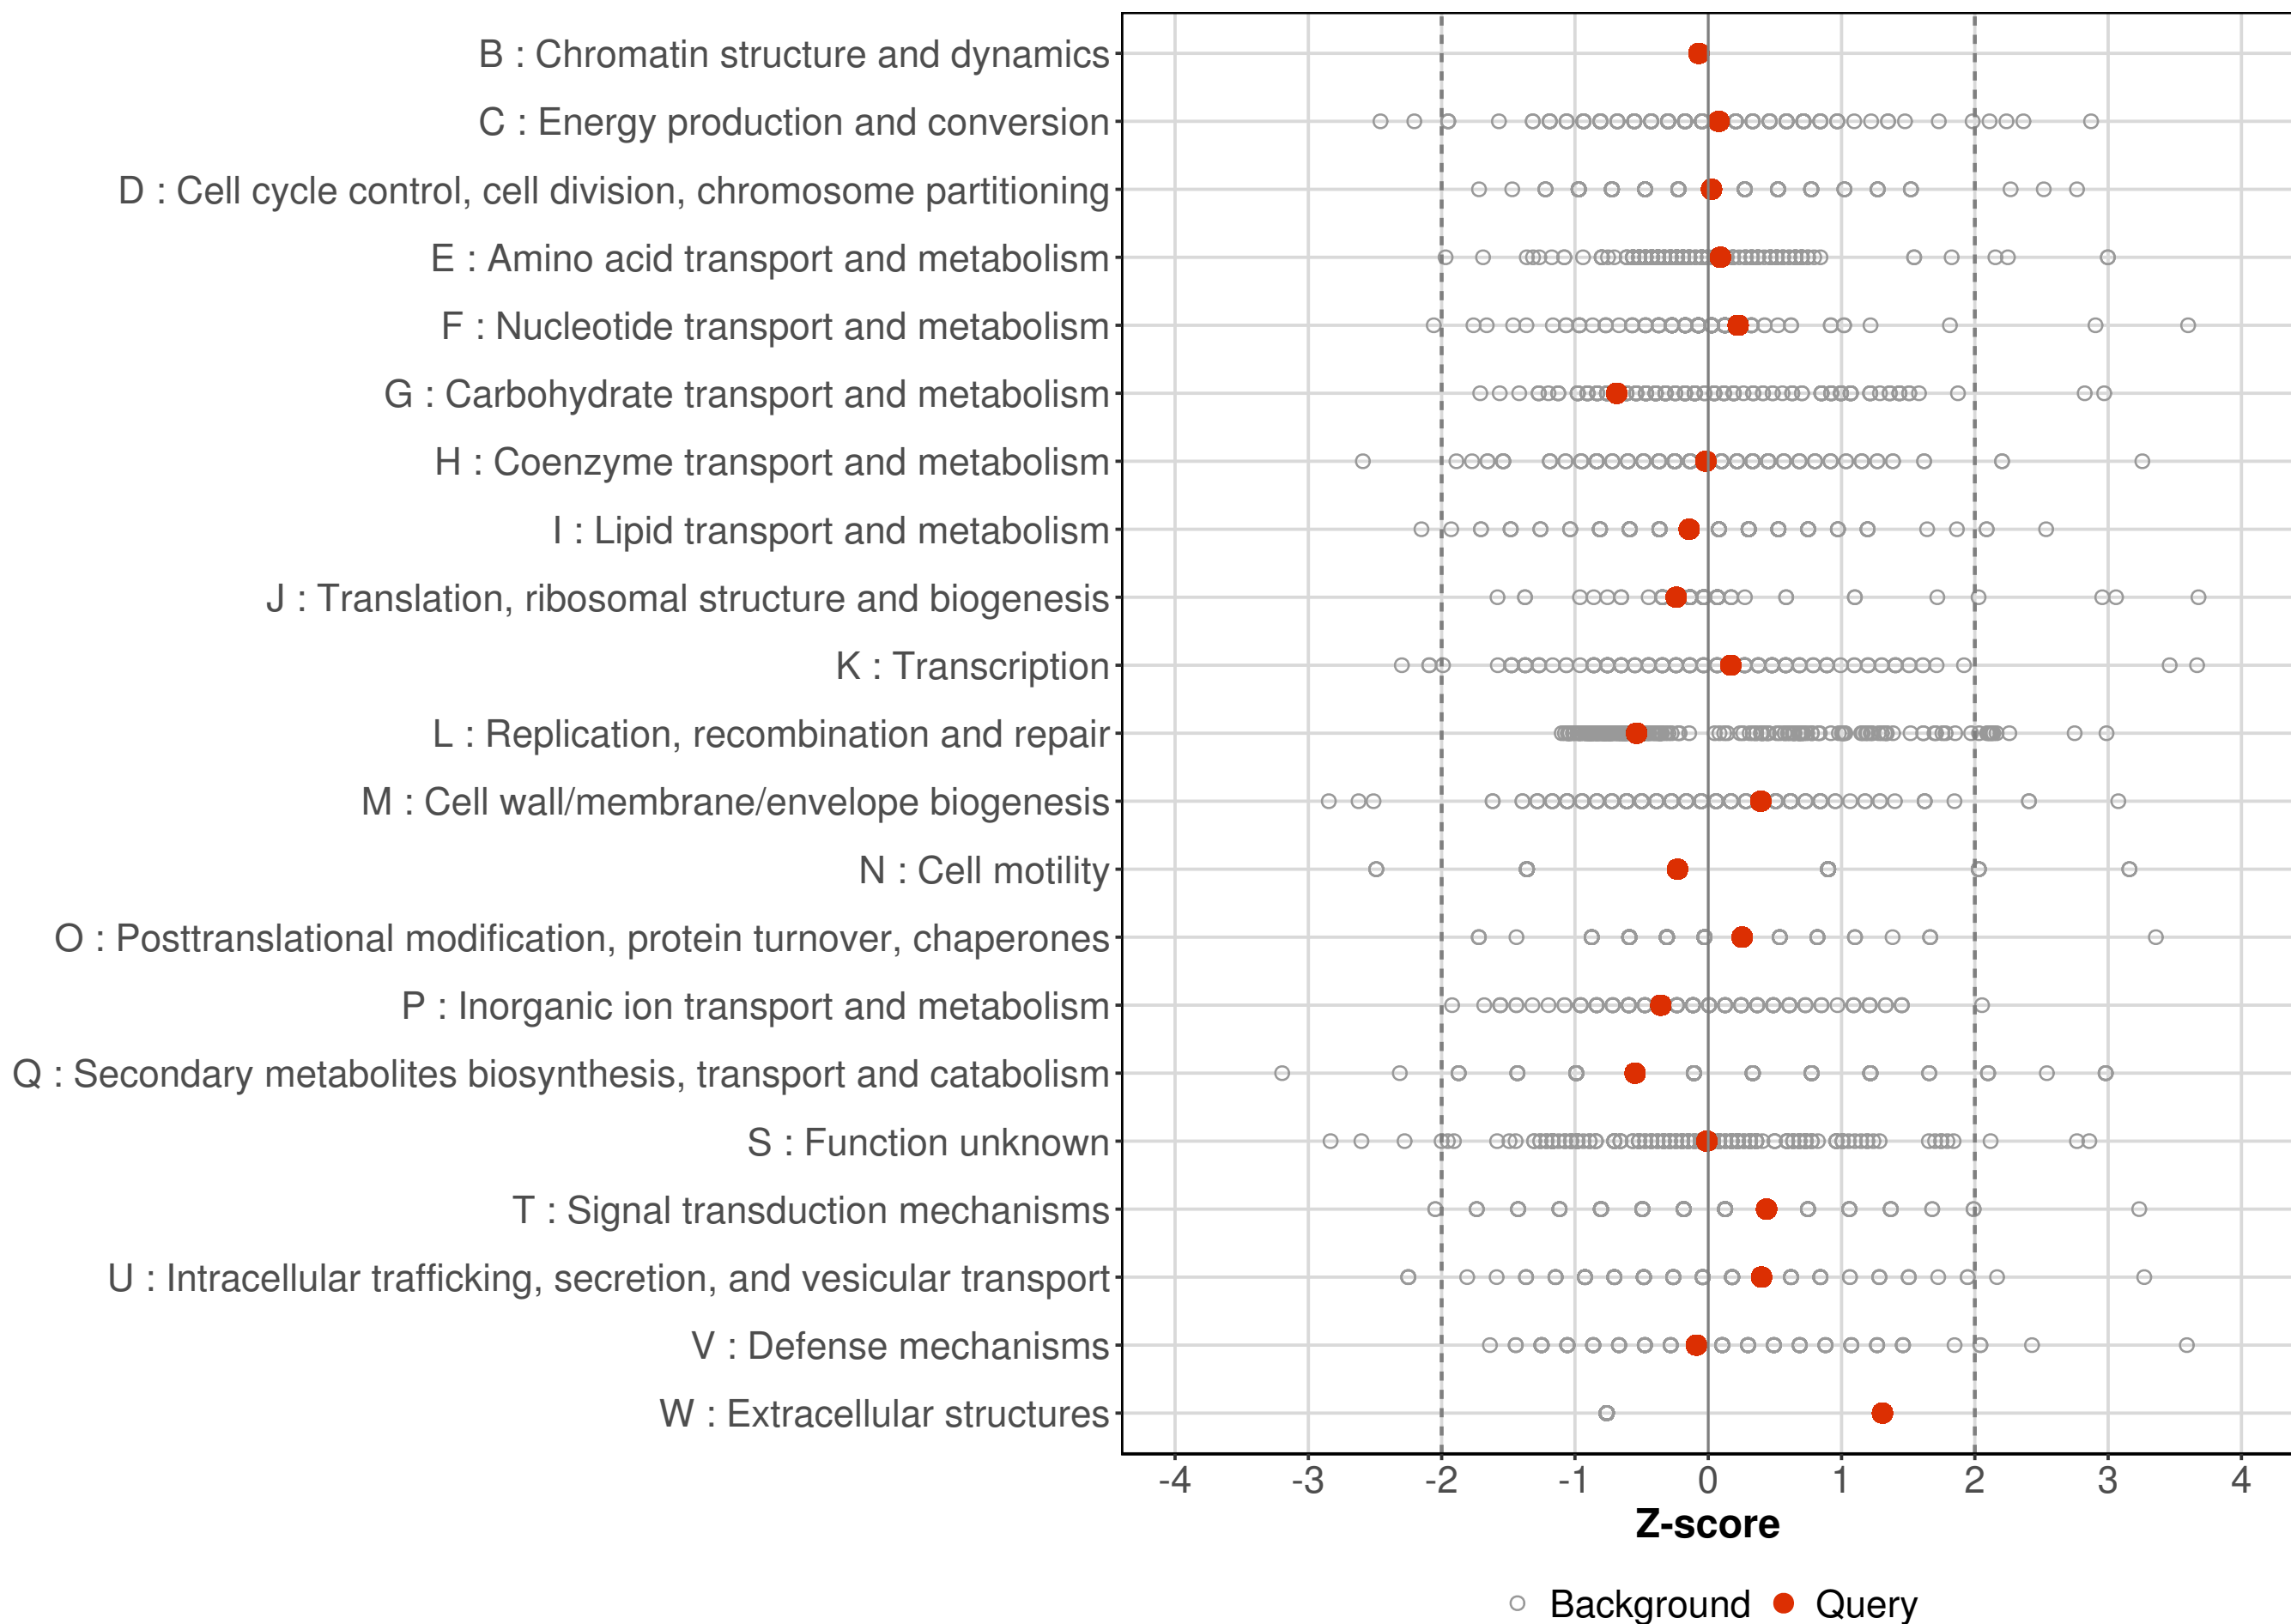 B : Chromatin structure and dynamics
C : Energy production and conversion
D : Cell cycle control, cell division, chromosome partitioning
E : Amino acid transport and metabolism
F : Nucleotide transport and metabolism
G : Carbohydrate transport and metabolism
H : Coenzyme transport and metabolism
I : Lipid transport and metabolism
J : Translation, ribosomal structure and biogenesis
K : Transcription
L : Replication, recombination and repair
M : Cell wall/membrane/envelope biogenesis
N : Cell motility
O : Posttranslational modification, protein turnover, chaperones
P : Inorganic ion transport and metabolism
Q : Secondary metabolites biosynthesis, transport and catabolism
S : Function unknown
T : Signal transduction mechanisms
U : Intracellular trafficking, secretion, and vesicular transport
V : Defense mechanisms
W : Extracellular structures
-4 -3 -2 -1 0 1 2 3 4
Z-score
Background Query